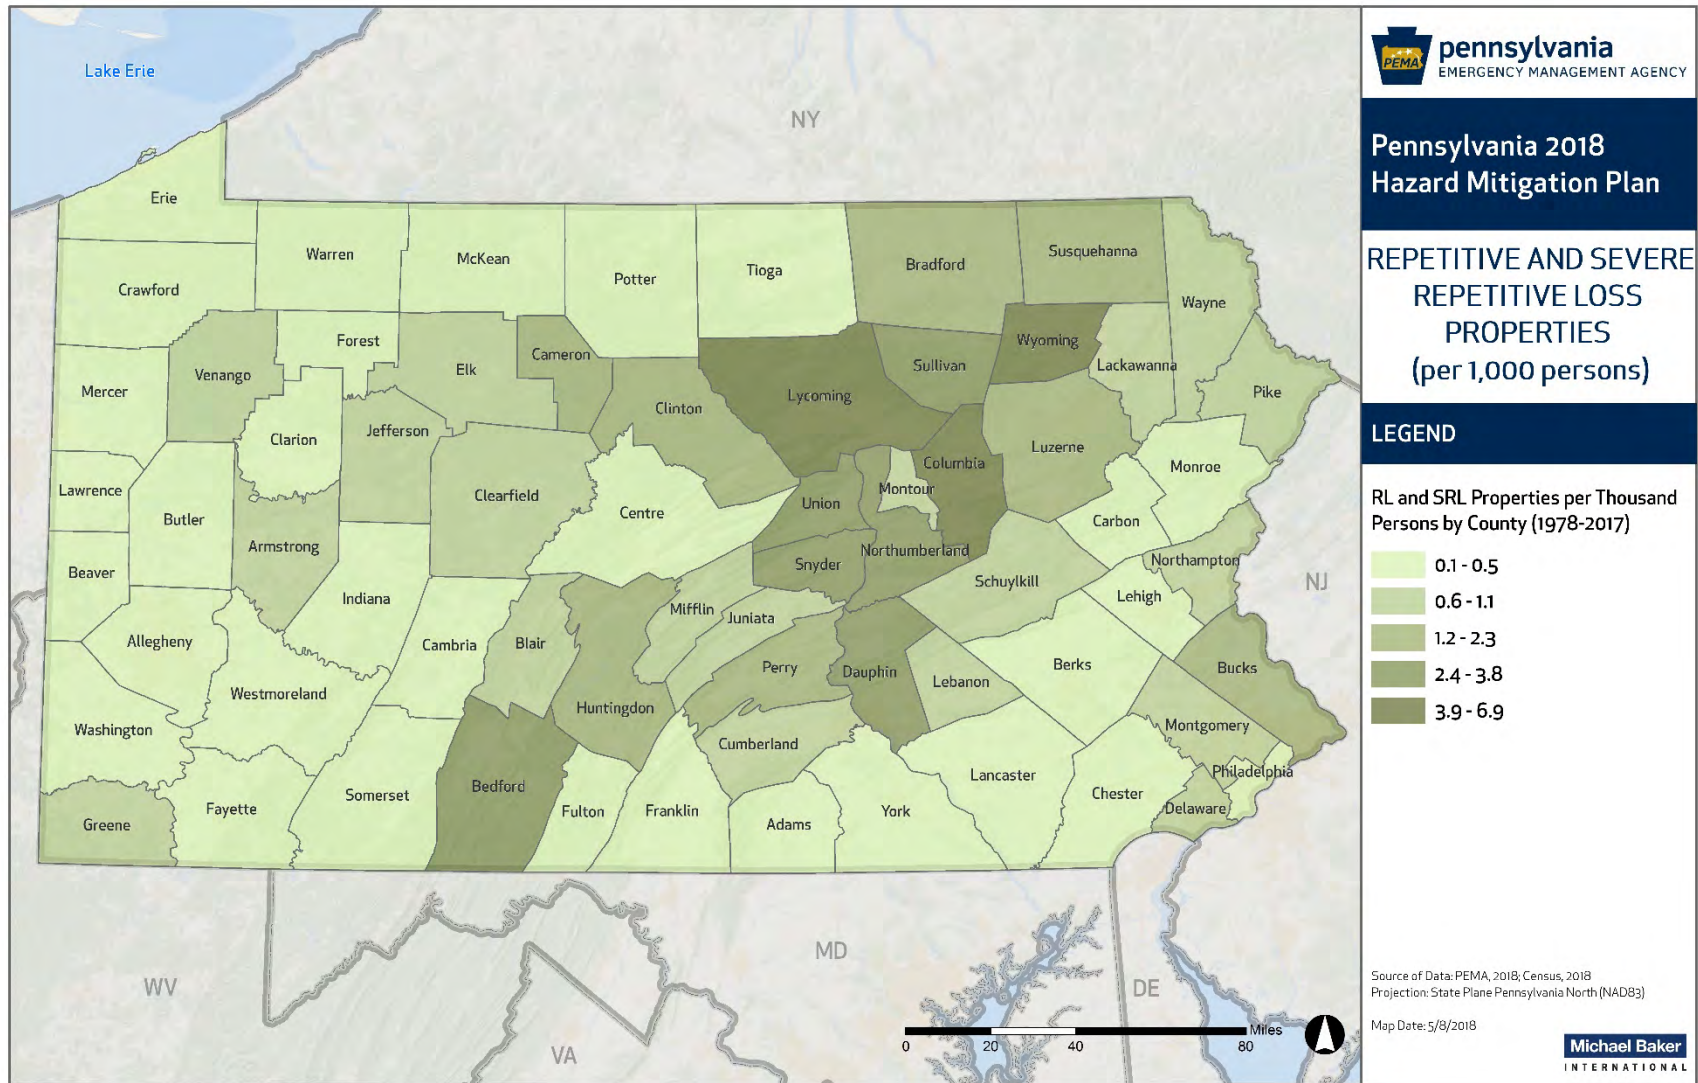 Lake Erie
NY
Erie
Warren
McKean
Potter
Tioga
Bradford
Susquehanna
Crawford
Wayne
Forest
Wyoming
Cameron
Venango
Elk
Sullivan
Lackawanna
Mercer
Lycoming
Pike
Clinton
Clarion
Jefferson
Luzerne
Columbia
Monroe
Lawrence
Montour
Clearfield
Union
Butler
Centre
Carbon
Armstrong
Northumberland
Northampton
Beaver
Snyder
Schuylkill
NJ
Indiana
Lehigh
Mifflin
Juniata
Allegheny
Cambria
Blair
Perry
Dauphin
Berks
Bucks
Lebanon
Westmoreland
Huntingdon
Washington
Montgomery
Cumberland
Philadelphia
Lancaster
Bedford
Somerset
Chester
Fayette
Fulton
Franklin
York
Delaware
Greene
Adams
MD
WV
DE
VA
Miles
0 20 40 80
PEMA
pennsylvania
EMERGENCY MANAGEMENT AGENCY
Pennsylvania 2018
Hazard Mitigation Plan
REPETITIVE AND SEVERE
REPETITIVE LOSS
PROPERTIES
(per 1,000 persons)
LEGEND
RL and SRL Properties per Thousand
Persons by County (1978-2017)
0.1 - 0.5
0.6 - 1.1
1.2 - 2.3
2.4 - 3.8
3.9 - 6.9
Source of Data: PEMA, 2018; Census, 2018
Projection: State Plane Pennsylvania North (NAD83)
Map Date: 5/8/2018
Michael Baker
INTERNATIONAL